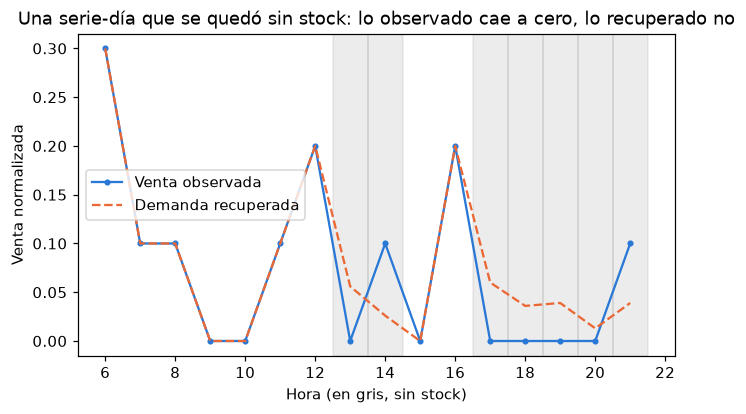 Una serie-día que se quedó sin stock: lo observado cae a cero, lo recuperado no
Venta normalizada
0.30
0.25
0.20
0.15
0.10
0.05
0.00
Venta observada
Demanda recuperada
6 8 10 12 14 16 18 20 22
Hora (en gris, sin stock)